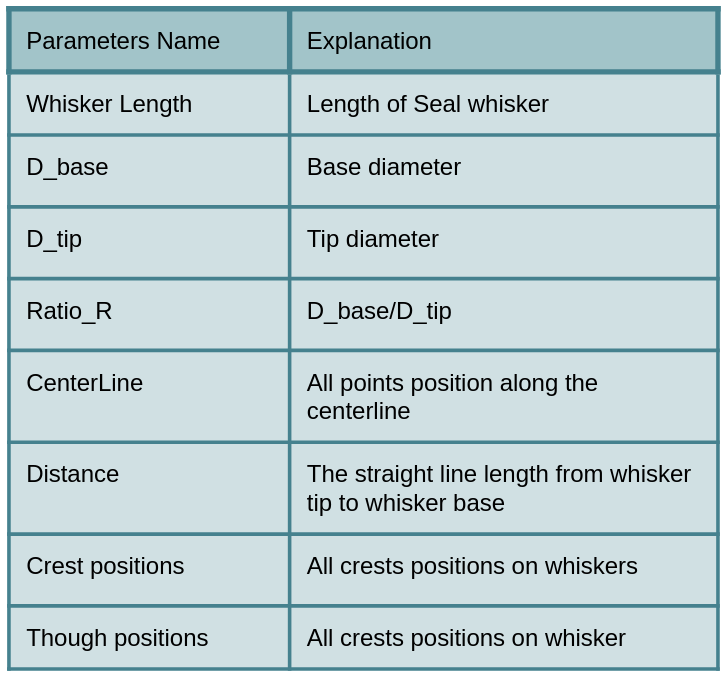 Parameters Name
Explanation
Whisker Length
Length of Seal whisker
D_base
Base diameter
D_tip
Tip diameter
Ratio_R
D_base/D_tip
CenterLine
All points position along the
centerline
Distance
The straight line length from whisker
tip to whisker base
Crest positions
All crests positions on whiskers
Though positions
All crests positions on whisker